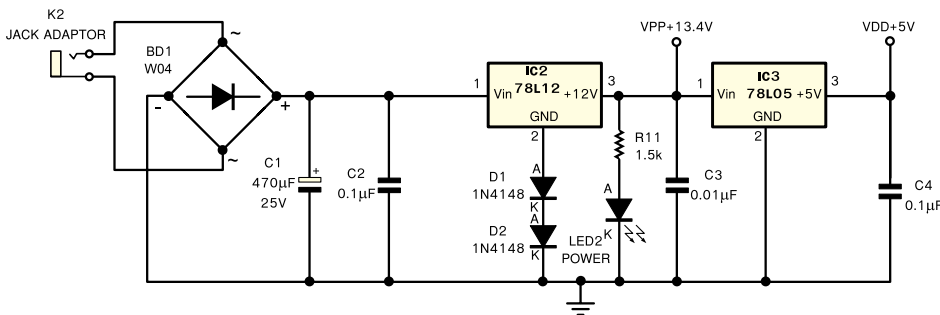 K2
JACK ADAPTOR
BD1
W04
~
~
-
+
C1
470µF
25V
+
C2
0.1µF
1
IC2
78L12
Vin
+12V
GND
3
2
A
D1
1N4148
K
A
D2
1N4148
K
R11
1.5k
A
K
LED2
POWER
VPP+13.4V
C3
0.01µF
1
IC3
78L05
Vin
+5V
GND
3
2
VDD+5V
C4
0.1µF